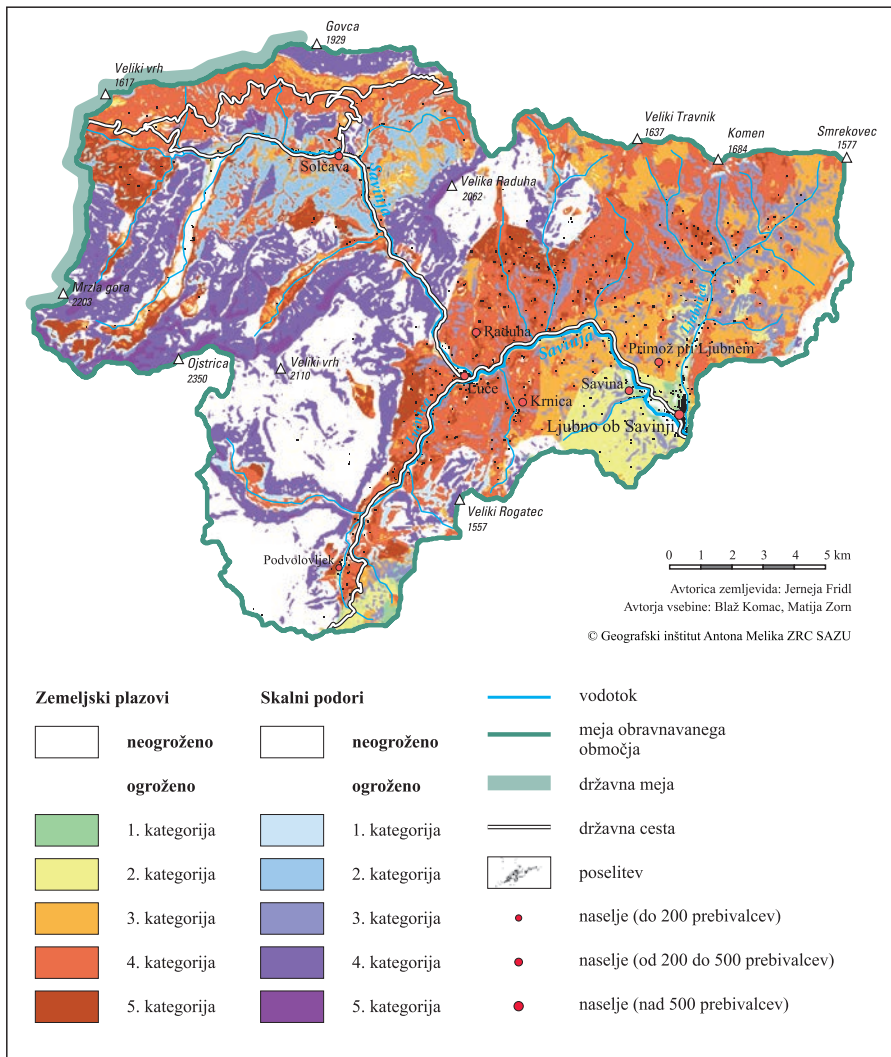 Govca
1929
Veliki vrh
1617
Veliki Travnik
1637
Komen
1684
Smrekovec
1577
Solčava
Savinja
Velika Raduha
2062
Mrzla gora
2203
Ojstrica
2350
Veliki vrh
2110
Raduha
Savinja
Ljubnica
Primož pri Ljubnem
Luče
Savina
Krnica
Ljubno ob Savinji
Veliki Rogatec
1557
Podvolovljek
0 1 2 3 4 5 km
Avtorica zemljevida: Jerneja Fridl
Avtorja vsebine: Blaž Komac, Matija Zorn
© Geografski inštitut Antona Melika ZRC SAZU
Zemeljski plazovi
neogroženo
ogroženo
1. kategorija
2. kategorija
3. kategorija
4. kategorija
5. kategorija
Skalni podori
neogroženo
ogroženo
1. kategorija
2. kategorija
3. kategorija
4. kategorija
5. kategorija
vodotok
meja obravnavanega
območja
državna meja
državna cesta
poselitev
naselje (do 200 prebivalcev)
naselje (od 200 do 500 prebivalcev)
naselje (nad 500 prebivalcev)